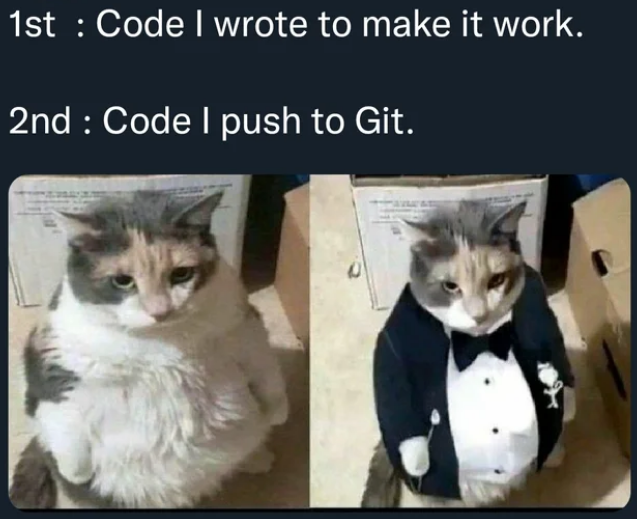 1st : Code I wrote to make it work.
2nd : Code I push to Git.